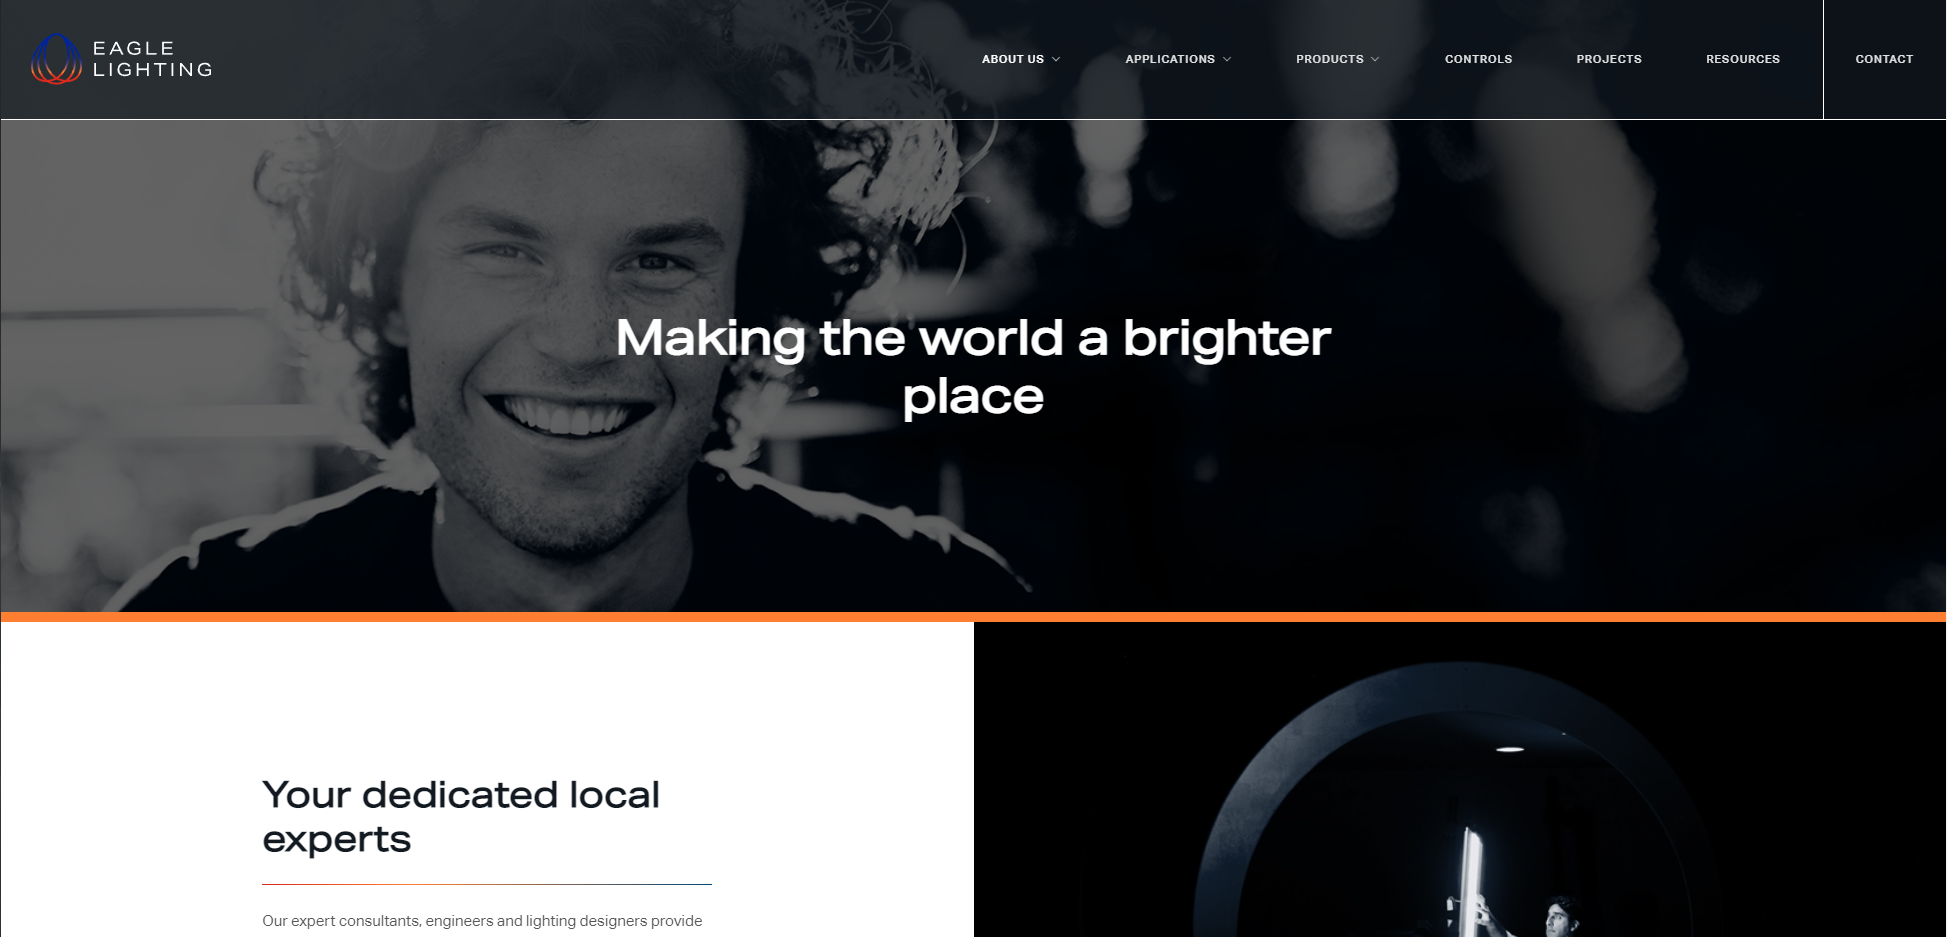 EAGLE
LIGHTING
ABOUT US
APPLICATIONS
PRODUCTS
CONTROLS
PROJECTS
RESOURCES
CONTACT
Making the world a brighter
place
Your dedicated local
experts
Our expert consultants, engineers and lighting designers provide